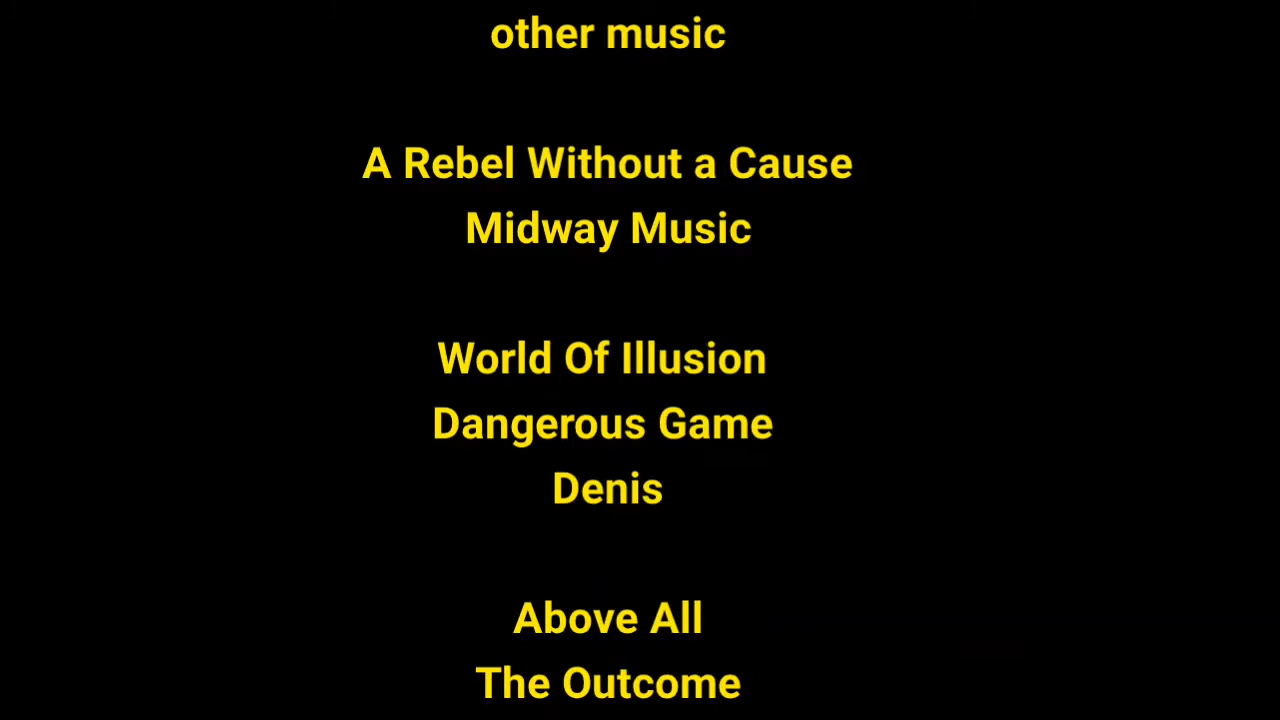 other music
A Rebel Without a Cause
Midway Music
World Of Illusion
Dangerous Game
Denis
Above All
The Outcome